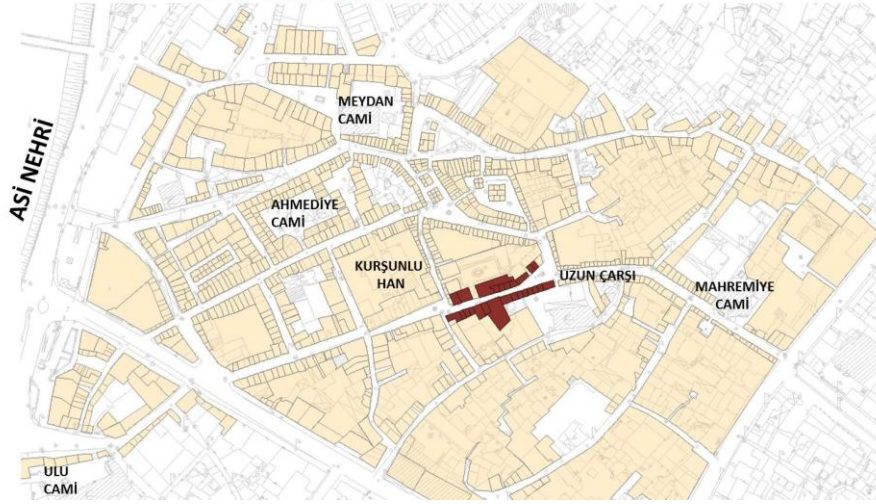 MEYDAN
CAMİ
ASİ NEHRİ
AHMEDİYE
CAMİ
KURŞUNLU
HAN
UZUN ÇARŞI
MAHREMİYE
CAMİ
ULU
CAMİ